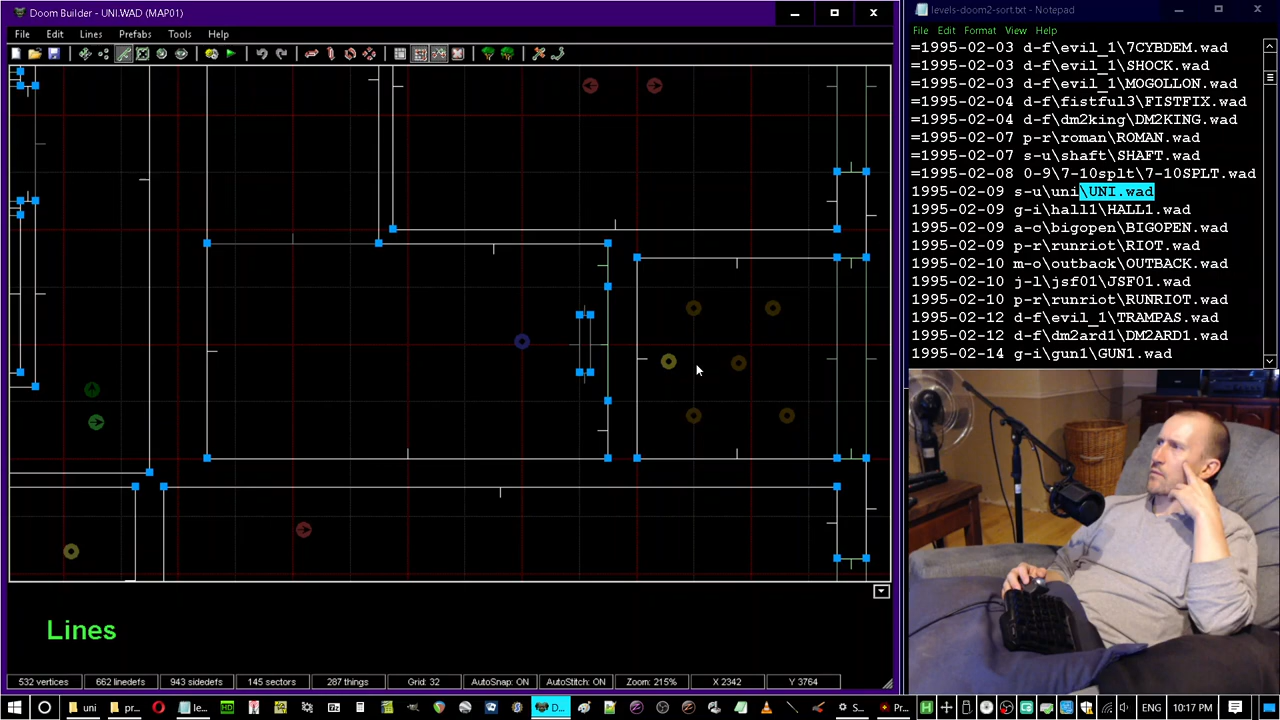 Doom Builder - UNI.WAD (MAP01)
File Edit Lines Prefabs Tools Help
Lines
532 vertices 662 linedefs 943 sidedefs 145 sectors 287 things Grid: 32 AutoSnap: ON AutoStitch: ON Zoom: 215% X 2342 Y 3764
levels-doom2-sort.txt - Notepad
File Edit Format View Help
=1995-02-03 d-f\evil_1\7CYBDEM.wad
=1995-02-03 d-f\evil_1\SHOCK.wad
=1995-02-03 d-f\evil_1\MOGOLLON.wad
=1995-02-04 d-f\fistful3\FISTFIX.wad
=1995-02-04 d-f\dm2king\DM2KING.wad
=1995-02-07 p-r\roman\ROMAN.wad
=1995-02-07 s-u\shaft\SHAFT.wad
=1995-02-08 0-9\7-10splt\7-10SPLT.wad
1995-02-09 s-u\uni\UNI.wad
1995-02-09 g-i\hall1\HALL1.wad
1995-02-09 a-c\bigopen\BIGOPEN.wad
1995-02-09 p-r\runriot\RIOT.wad
1995-02-10 m-o\outback\OUTBACK.wad
1995-02-10 j-l\jsf01\JSF01.wad
1995-02-10 p-r\runriot\RUNRIOT.wad
1995-02-12 d-f\evil_1\TRAMPAS.wad
1995-02-12 d-f\dm2ard1\DM2ARD1.wad
1995-02-14 g-i\gun1\GUN1.wad
uni pr... le... HD D... S... Pr... ENG 10:17 PM